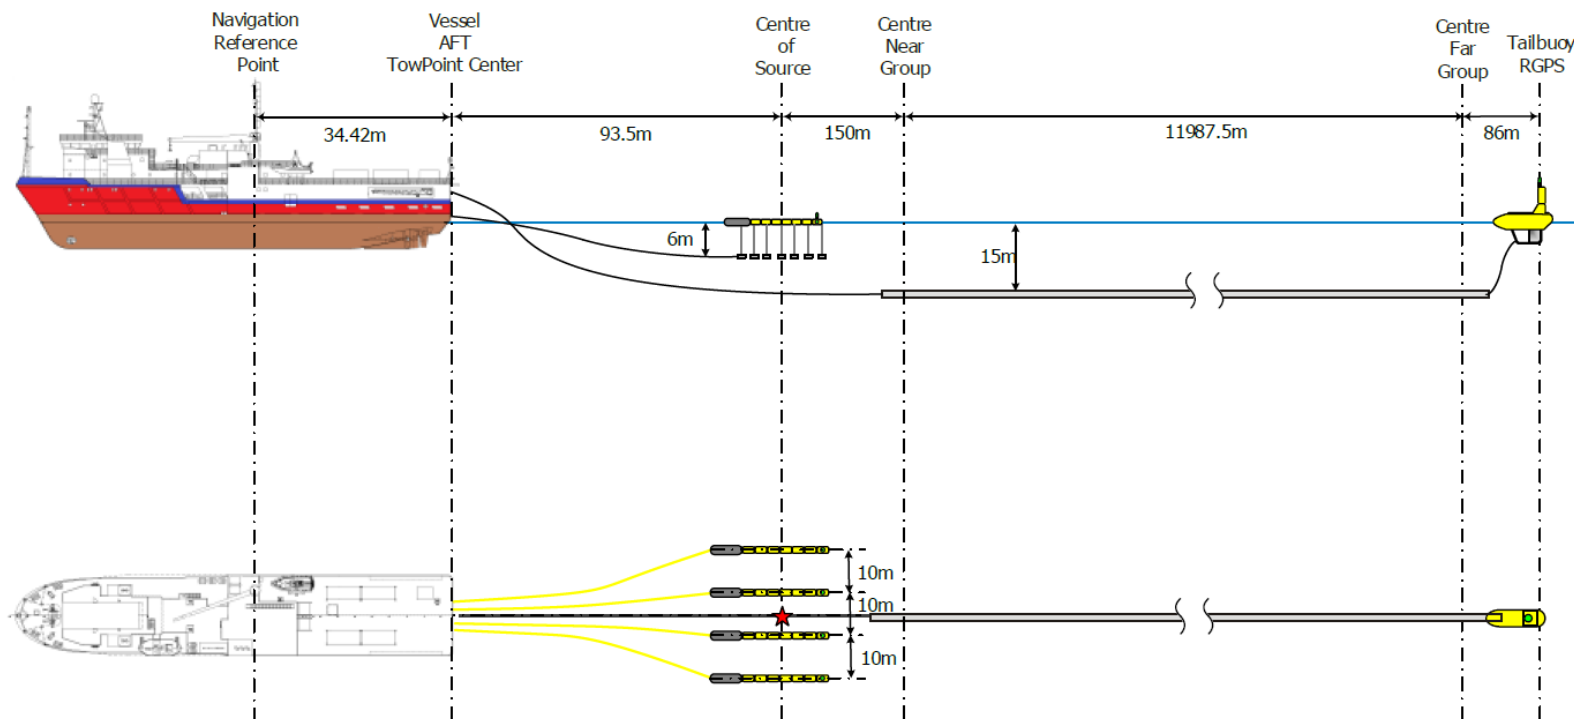 Navigation
Reference
Point
Vessel
AFT
TowPoint Center
Centre
of
Source
Centre
Near
Group
Centre
Far
Group
Tailbuoy
RGPS
34.42m
93.5m
150m
11987.5m
86m
6m
15m
10m
10m
10m